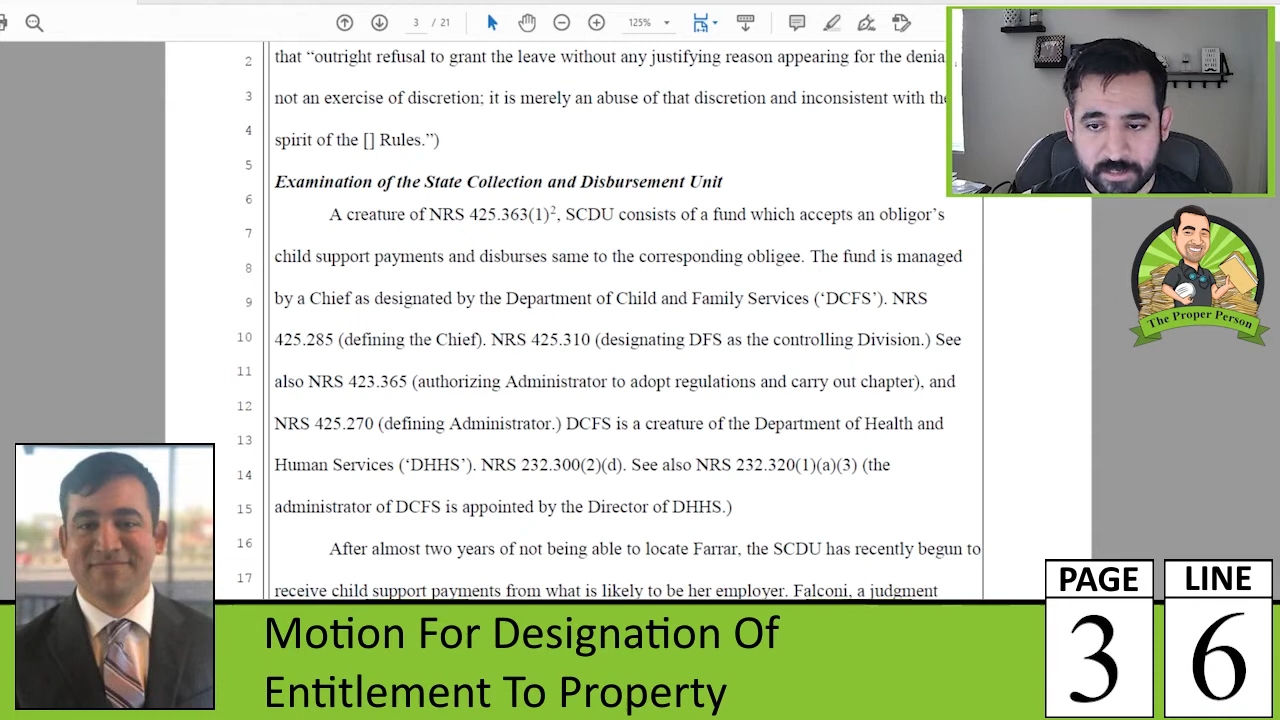 3 / 21
125%
2
that “outright refusal to grant the leave without any justifying reason appearing for the denia
3
not an exercise of discretion; it is merely an abuse of that discretion and inconsistent with the
4
spirit of the [] Rules.”)
5
Examination of the State Collection and Disbursement Unit
6
A creature of NRS 425.363(1)², SCDU consists of a fund which accepts an obligor’s
7
child support payments and disburses same to the corresponding obligee. The fund is managed
8
by a Chief as designated by the Department of Child and Family Services (‘DCFS’). NRS
9
425.285 (defining the Chief). NRS 425.310 (designating DFS as the controlling Division.) See
10
also NRS 423.365 (authorizing Administrator to adopt regulations and carry out chapter), and
11
NRS 425.270 (defining Administrator.) DCFS is a creature of the Department of Health and
12
Human Services (‘DHHS’). NRS 232.300(2)(d). See also NRS 232.320(1)(a)(3) (the
13
administrator of DCFS is appointed by the Director of DHHS.)
14
15
After almost two years of not being able to locate Farrar, the SCDU has recently begun to
16
receive child support payments from what is likely to be her employer. Falconi, a judgment
17
The Proper Person
Motion For Designation Of
Entitlement To Property
PAGE
3
LINE
6